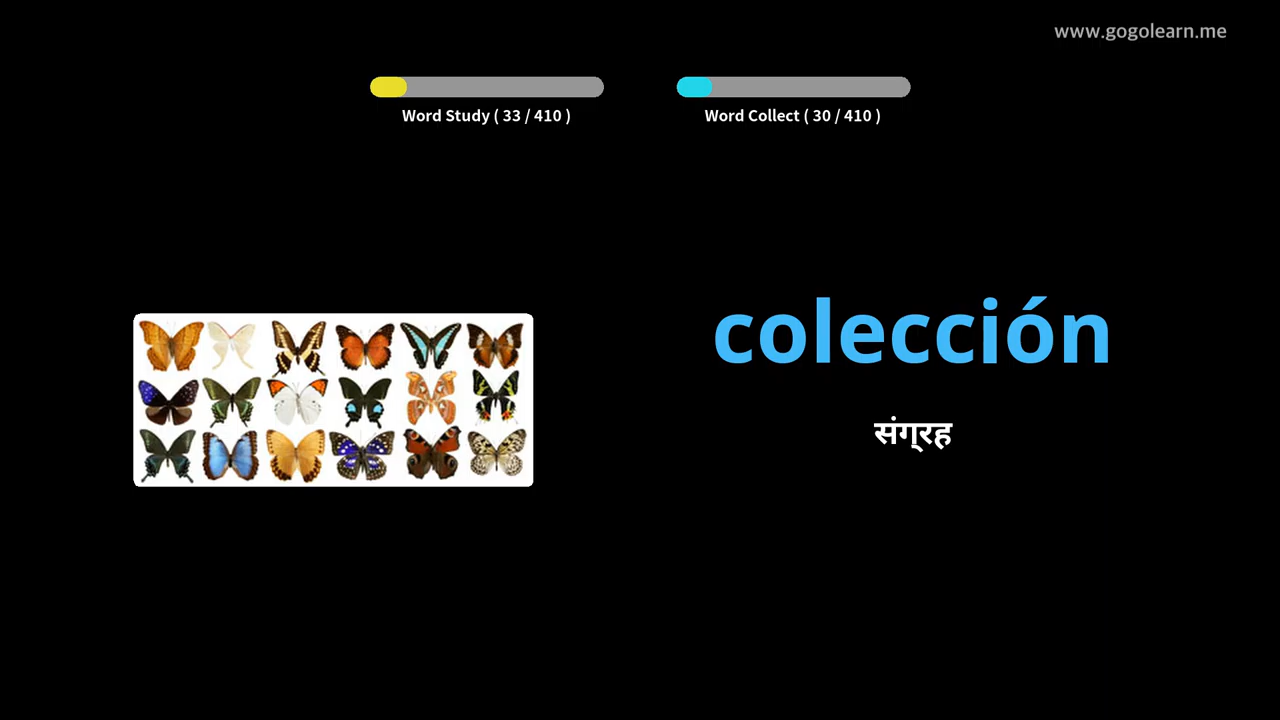 www.gogolearn.me
Word Study ( 33 / 410 )
Word Collect ( 30 / 410 )
colección
संग्रह